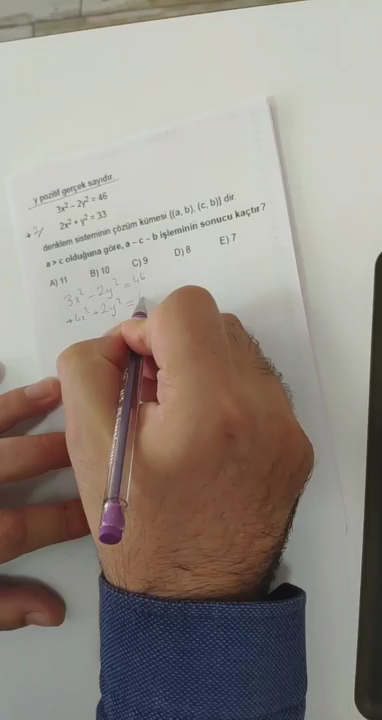 y pozitif gerçek sayıdır.
3x² − 2y² = 46
2x² + y² = 33
denklem sisteminin çözüm kümesi {(a, b), (c, b)} dir.
a > c olduğuna göre, a − c − b işleminin sonucu kaçtır?
A) 11 B) 10 C) 9 D) 8 E) 7
3x² − 2y² = 46
+4x² + 2y² =